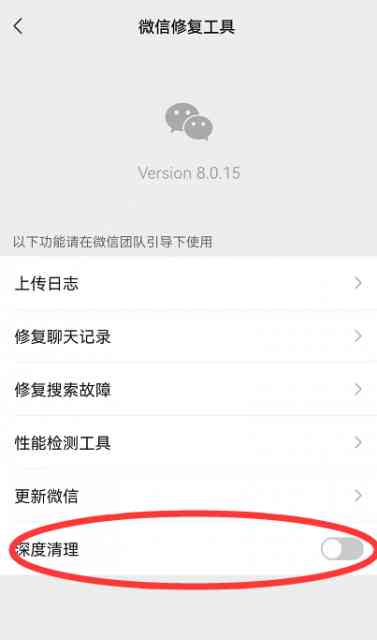 微信修复工具
Version 8.0.15
以下功能请在微信团队引导下使用
上传日志
修复聊天记录
修复搜索故障
性能检测工具
更新微信
深度清理